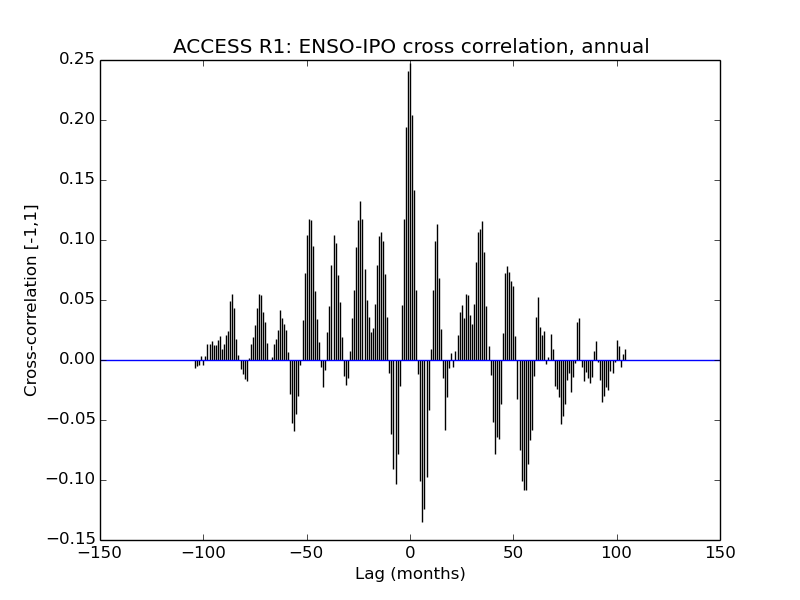 ACCESS R1: ENSO-IPO cross correlation, annual
0.25
0.20
0.15
0.10
0.05
0.00
−0.05
−0.10
−0.15
Cross-correlation [-1,1]
−150 −100 −50 0 50 100 150
Lag (months)